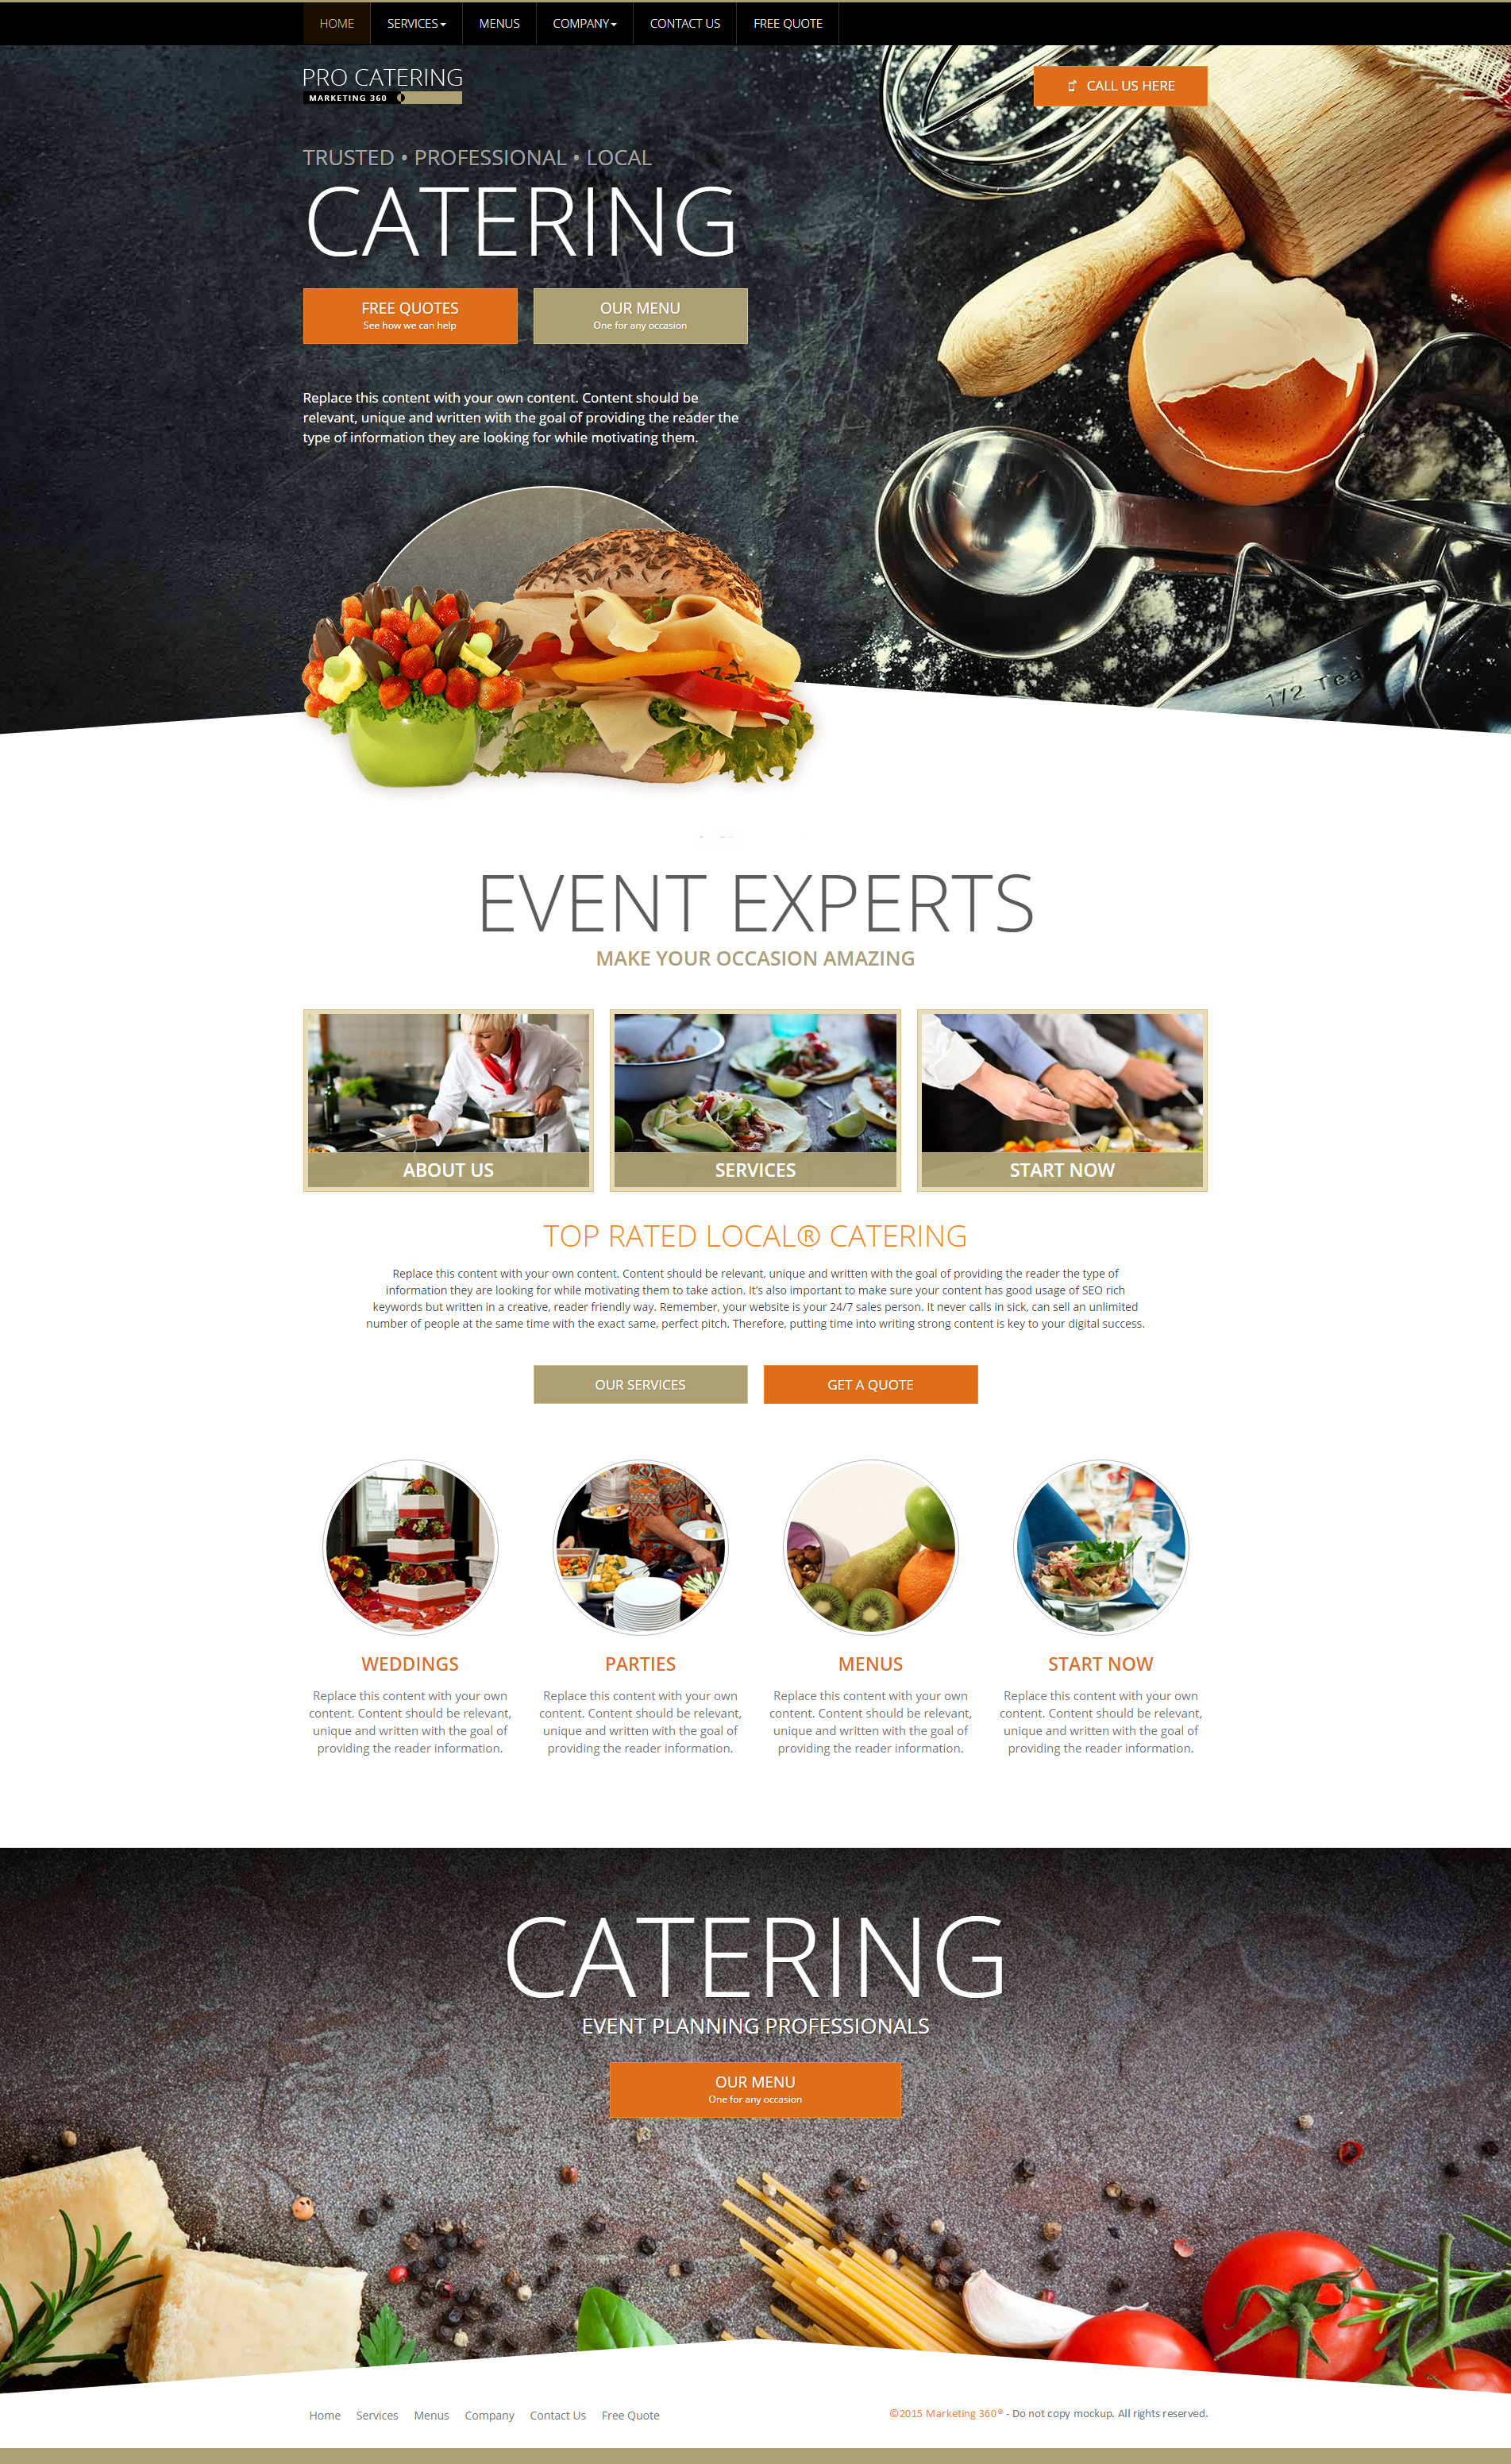 HOME SERVICES MENUS COMPANY CONTACT US FREE QUOTE
PRO CATERING
MARKETING 360
CALL US HERE
TRUSTED • PROFESSIONAL • LOCAL
CATERING
FREE QUOTES
See how we can help
OUR MENU
One for any occasion
Replace this content with your own content. Content should be
relevant, unique and written with the goal of providing the reader the
type of information they are looking for while motivating them.
1/2 Tea
EVENT EXPERTS
MAKE YOUR OCCASION AMAZING
ABOUT US
SERVICES
START NOW
TOP RATED LOCAL® CATERING
Replace this content with your own content. Content should be relevant, unique and written with the goal of providing the reader the type of
information they are looking for while motivating them to take action. It's also important to make sure your content has good usage of SEO rich
keywords but written in a creative, reader friendly way. Remember, your website is your 24/7 sales person. It never calls in sick, can sell an unlimited
number of people at the same time with the exact same, perfect pitch. Therefore, putting time into writing strong content is key to your digital success.
OUR SERVICES
GET A QUOTE
WEDDINGS
Replace this content with your own
content. Content should be relevant,
unique and written with the goal of
providing the reader information.
PARTIES
Replace this content with your own
content. Content should be relevant,
unique and written with the goal of
providing the reader information.
MENUS
Replace this content with your own
content. Content should be relevant,
unique and written with the goal of
providing the reader information.
START NOW
Replace this content with your own
content. Content should be relevant,
unique and written with the goal of
providing the reader information.
CATERING
EVENT PLANNING PROFESSIONALS
OUR MENU
One for any occasion
Home Services Menus Company Contact Us Free Quote
©2015 Marketing 360® - Do not copy mockup. All rights reserved.